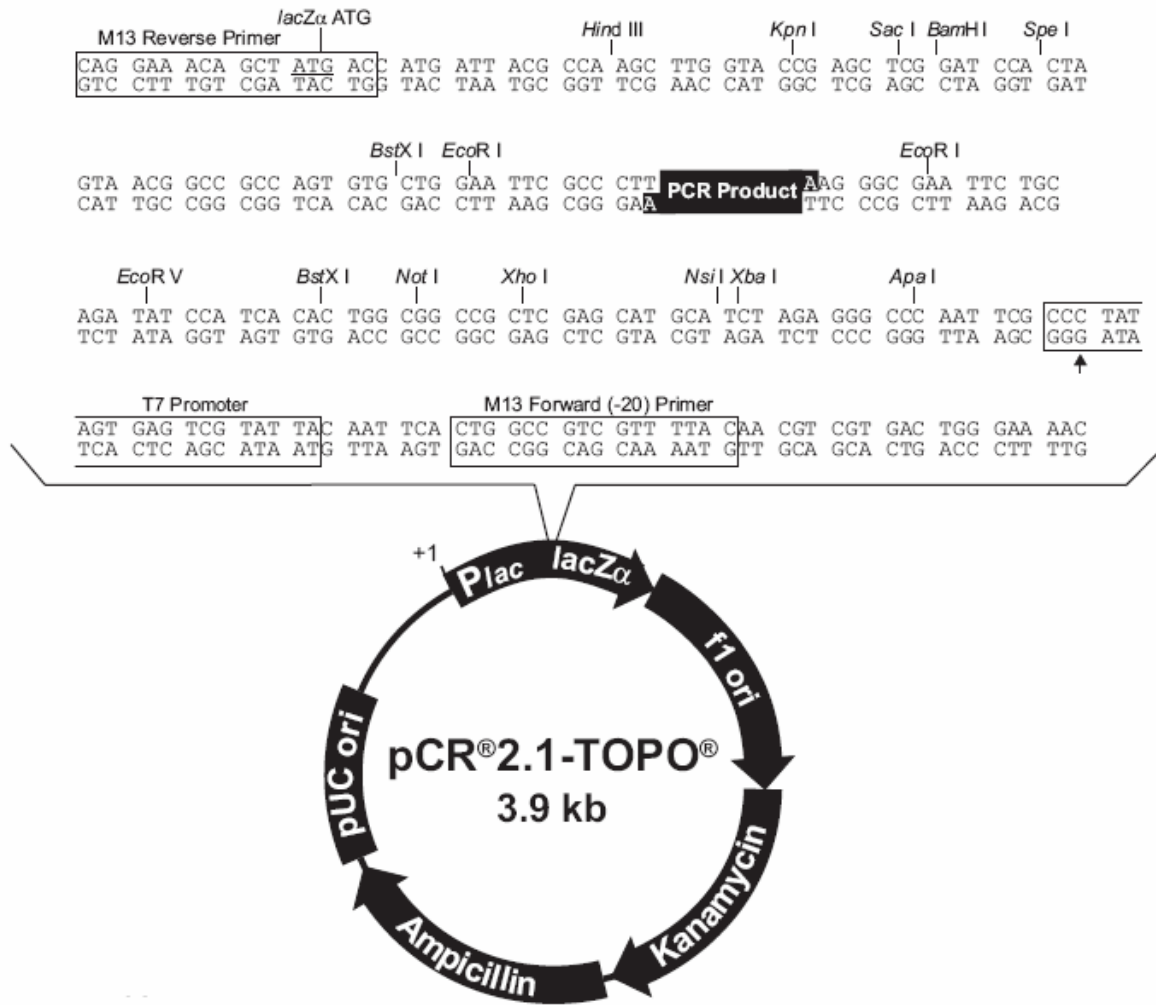 lacZα ATG
M13 Reverse Primer
Hind III Kpn I Sac I BamH I Spe I
CAG GAA ACA GCT ATG ACC ATG ATT ACG CCA AGC TTG GTA CCG AGC TCG GAT CCA CTA
GTC CTT TGT CGA TAC TGG TAC TAA TGC GGT TCG AAC CAT GGC TCG AGC CTA GGT GAT
BstX I EcoR I EcoR I
GTA ACG GCC GCC AGT GTG CTG GAA TTC GCC CTT PCR Product AAG GGC GAA TTC TGC
CAT TGC CGG CGG TCA CAC GAC CTT AAG CGG GAA TTC CCG CTT AAG ACG
EcoR V BstX I Not I Xho I Nsi I Xba I Apa I
AGA TAT CCA TCA CAC TGG CGG CCG CTC GAG CAT GCA TCT AGA GGG CCC AAT TCG CCC TAT
TCT ATA GGT AGT GTG ACC GCC GGC GAG CTC GTA CGT AGA TCT CCC GGG TTA AGC GGG ATA
T7 Promoter M13 Forward (-20) Primer
AGT GAG TCG TAT TAC AAT TCA CTG GCC GTC GTT TTA CAA CGT CGT GAC TGG GAA AAC
TCA CTC AGC ATA ATG TTA AGT GAC CGG CAG CAA AAT GTT GCA GCA CTG ACC CTT TTG
+1
Plac lacZα
f1 ori
pUC ori
pCR®2.1-TOPO®
3.9 kb
Kanamycin
Ampicillin